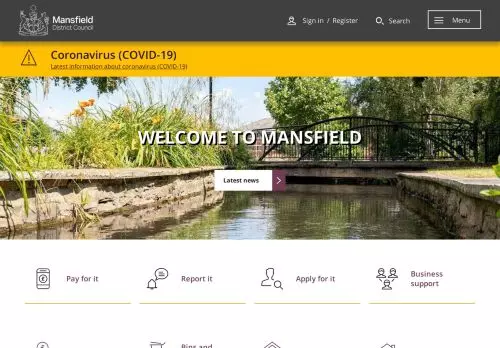 Mansfield
District Council
Sign in / Register
Search
Menu
Coronavirus (COVID-19)
Latest information about coronavirus (COVID-19)
WELCOME TO MANSFIELD
Latest news
Pay for it
Report it
Apply for it
Business
support
Bins and